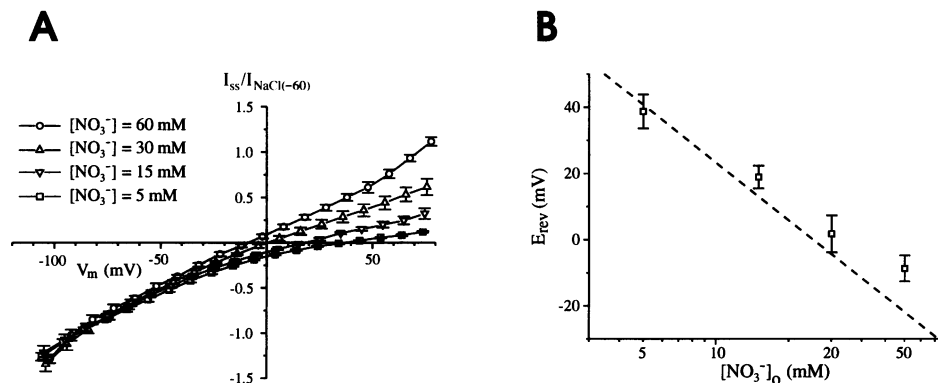 A
I_ss/I_NaCl(−60)
[NO₃⁻] = 60 mM
[NO₃⁻] = 30 mM
[NO₃⁻] = 15 mM
[NO₃⁻] = 5 mM
1.5
1.0
0.5
-0.5
-1.0
-1.5
-100
-50
50
V_m (mV)
B
E_rev (mV)
40
20
0
-20
5
10
20
50
[NO₃⁻]_o (mM)